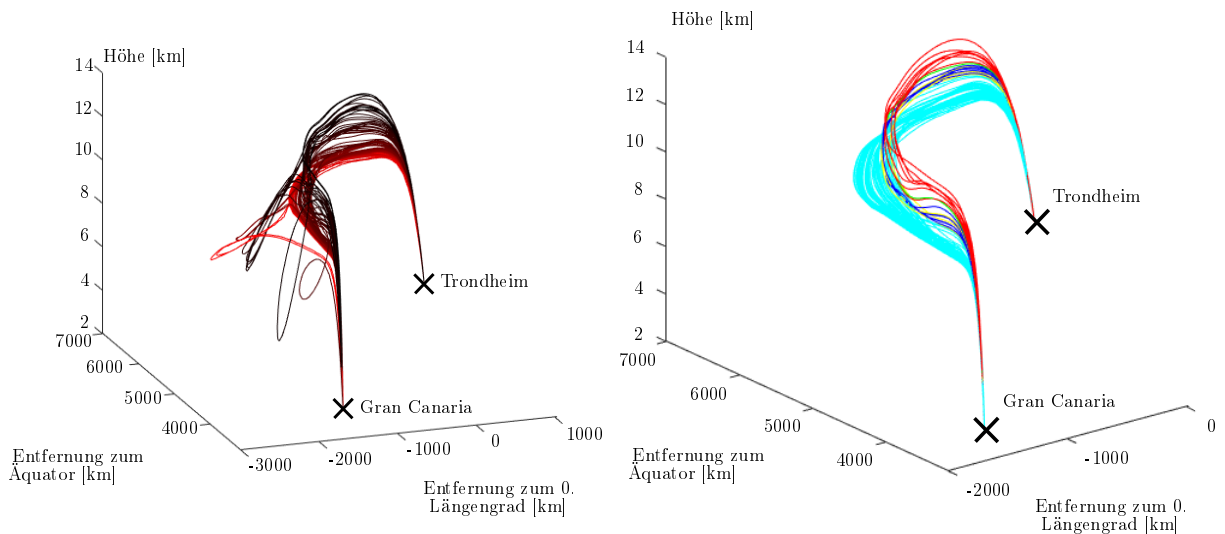 Höhe [km]
14
12
10
8
6
4
2
7000
6000
5000
4000
Entfernung zum
Äquator [km]
-3000
-2000
-1000
0
1000
Entfernung zum 0.
Längengrad [km]
Trondheim
Gran Canaria
Höhe [km]
14
12
10
8
6
4
2
7000
6000
5000
4000
Entfernung zum
Äquator [km]
-2000
-1000
0
Entfernung zum 0.
Längengrad [km]
Trondheim
Gran Canaria